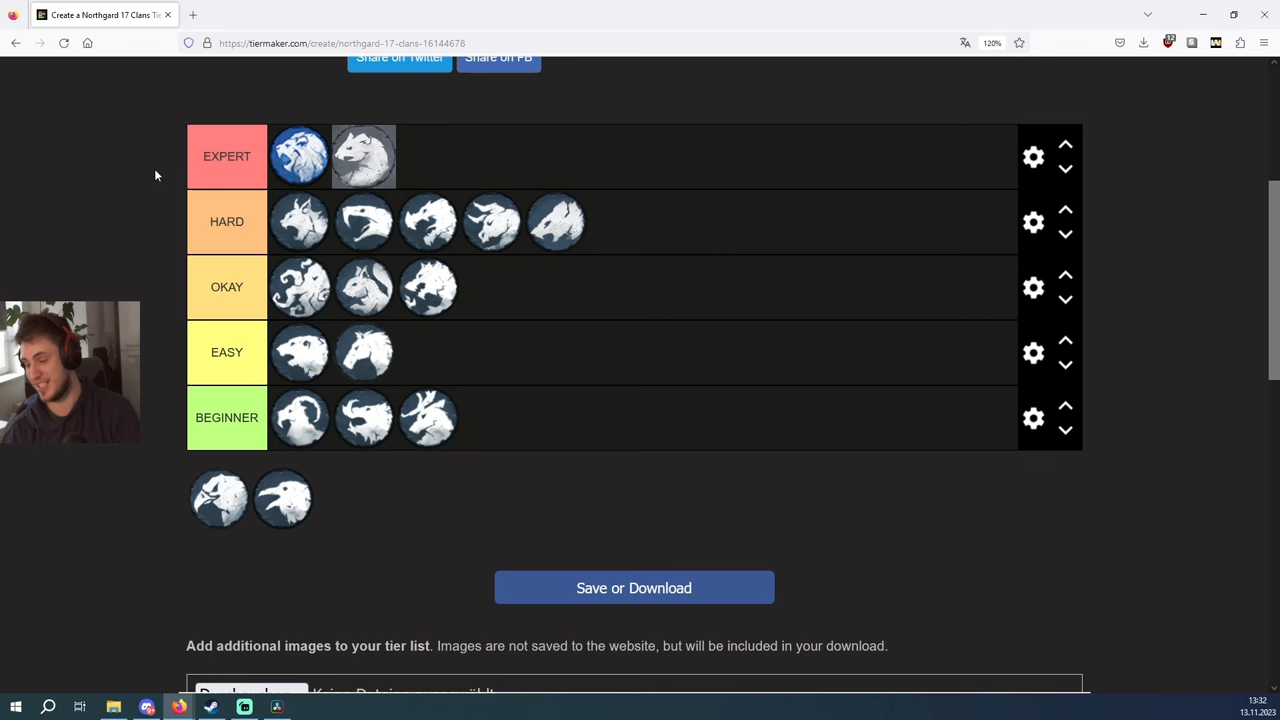 Create a Northgard 17 Clans Tie
https://tiermaker.com/create/northgard-17-clans-16144678
120%
12
Share on Twitter
Share on FB
EXPERT
HARD
OKAY
EASY
BEGINNER
Save or Download
Add additional images to your tier list. Images are not saved to the website, but will be included in your download.
13:32
13.11.2023